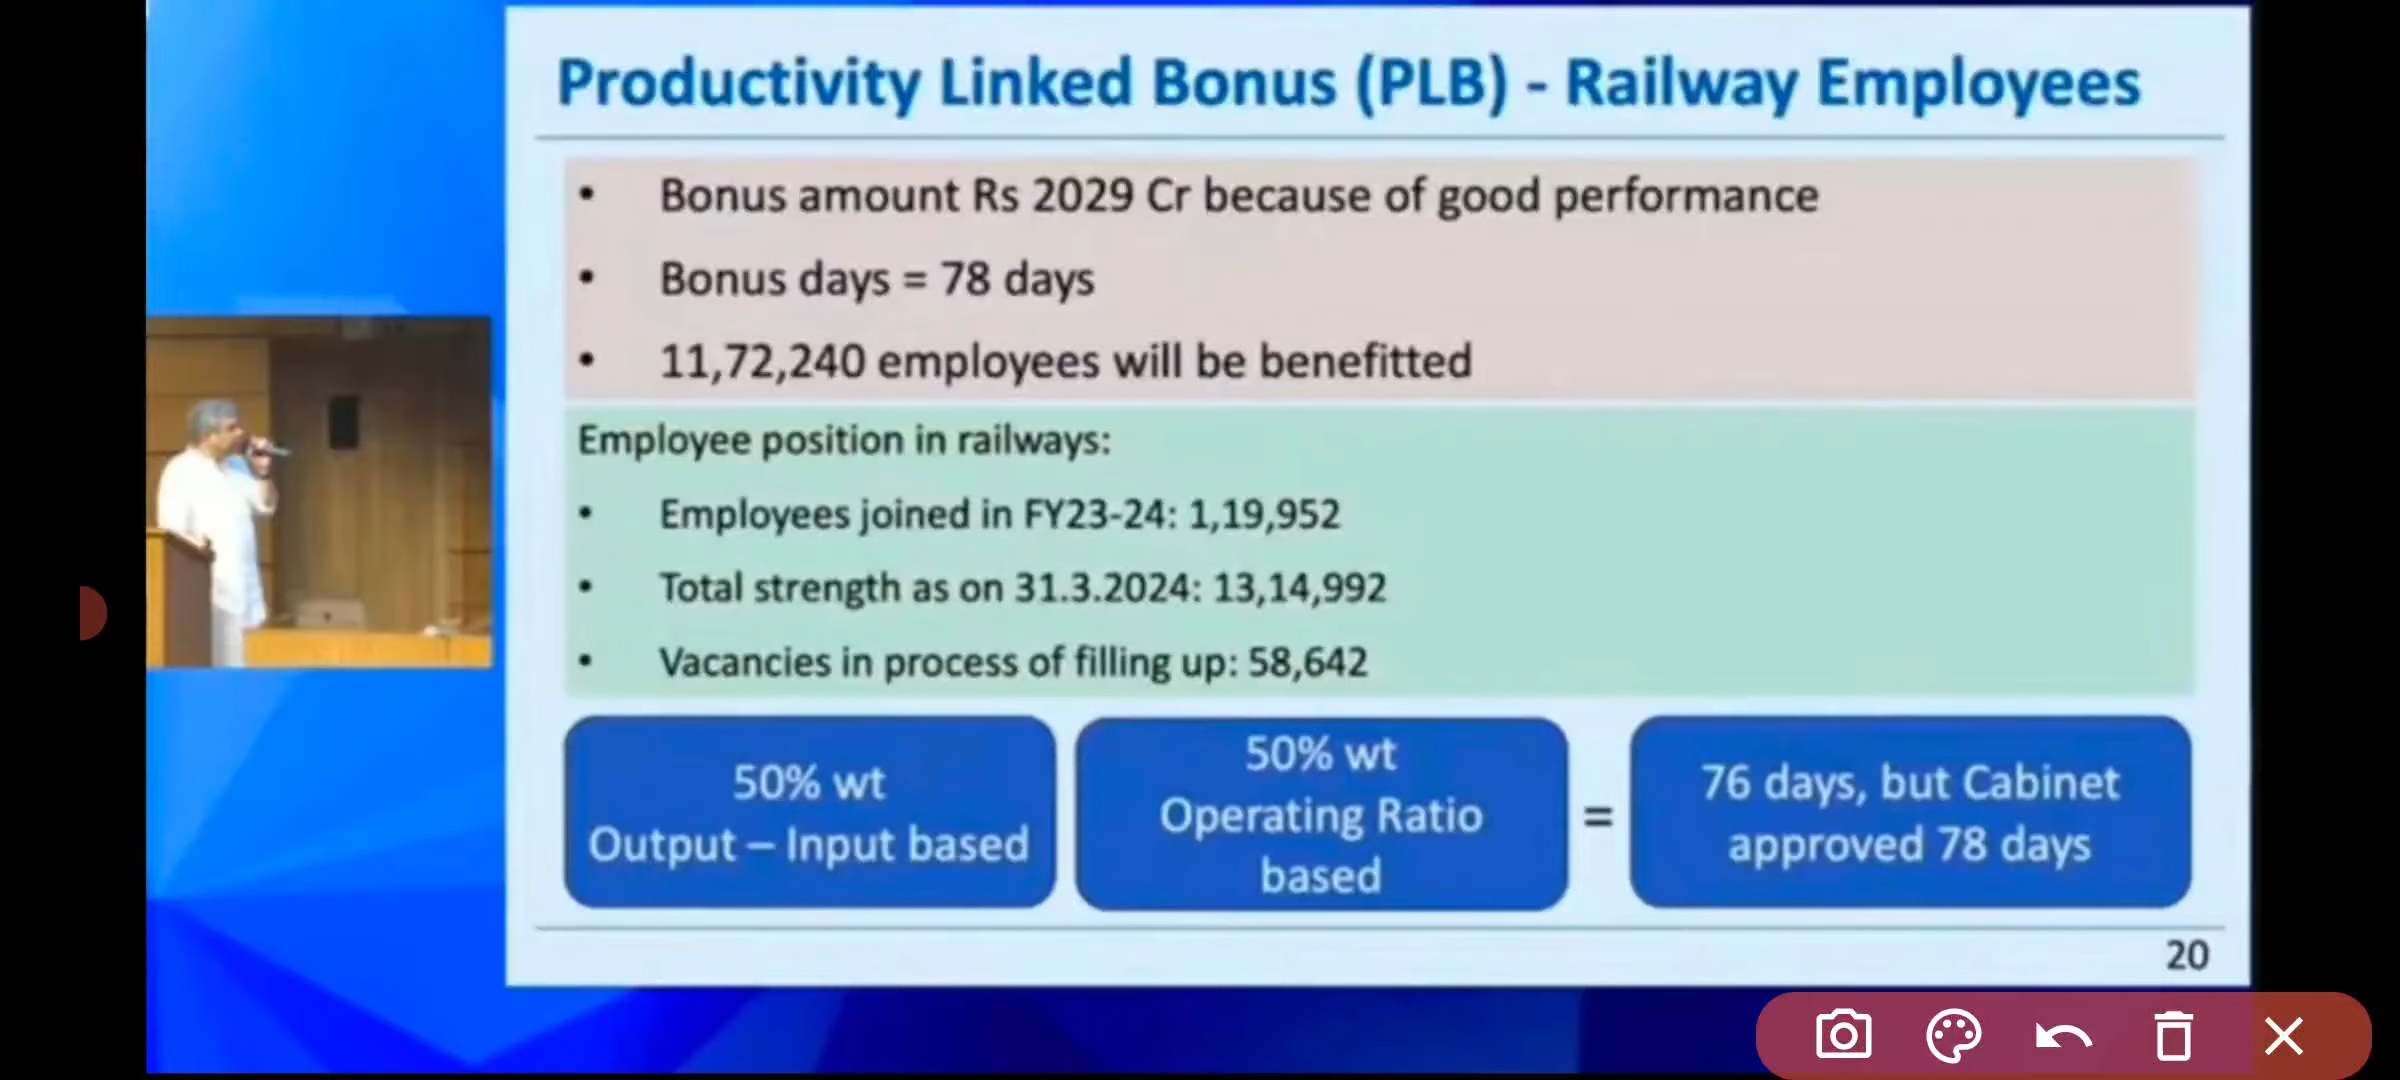 Productivity Linked Bonus (PLB) - Railway Employees
• Bonus amount Rs 2029 Cr because of good performance
• Bonus days = 78 days
• 11,72,240 employees will be benefitted
Employee position in railways:
• Employees joined in FY23-24: 1,19,952
• Total strength as on 31.3.2024: 13,14,992
• Vacancies in process of filling up: 58,642
50% wt
Output – Input based
50% wt
Operating Ratio
based
=
76 days, but Cabinet
approved 78 days
20